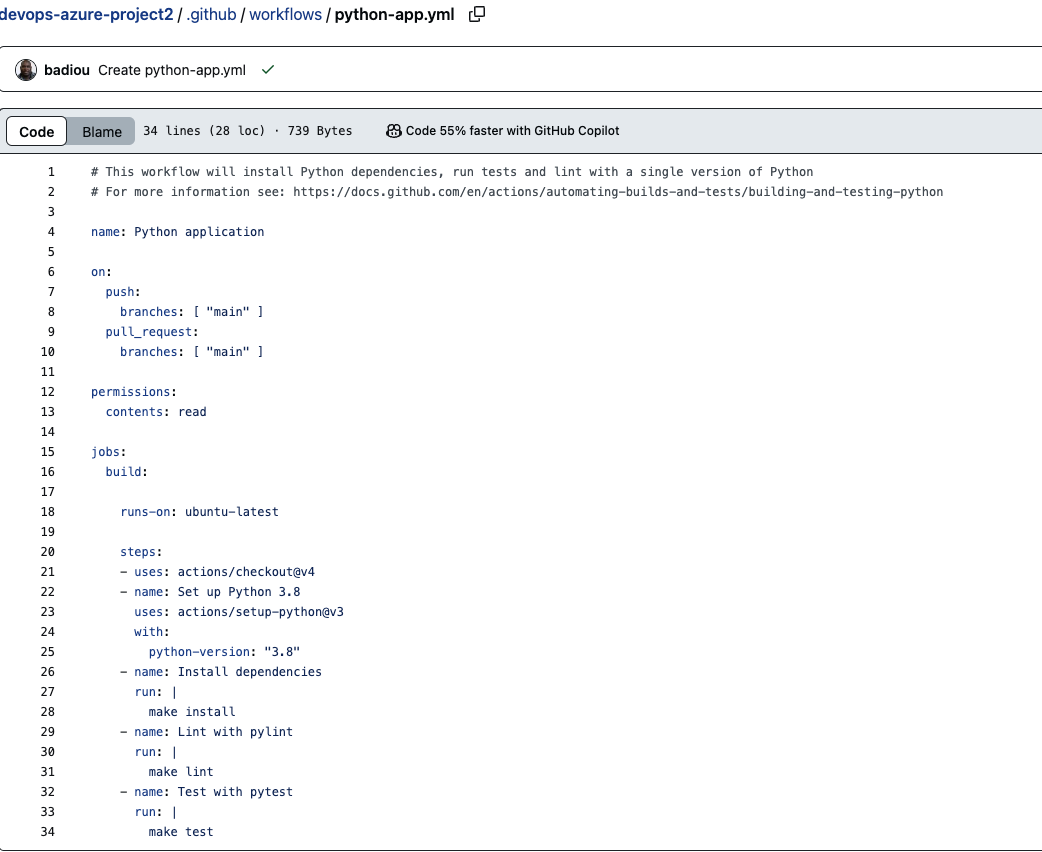 devops-azure-project2 / .github / workflows / python-app.yml
badiou Create python-app.yml
Code Blame 34 lines (28 loc) · 739 Bytes Code 55% faster with GitHub Copilot
1 # This workflow will install Python dependencies, run tests and lint with a single version of Python
2 # For more information see: https://docs.github.com/en/actions/automating-builds-and-tests/building-and-testing-python
3
4 name: Python application
5
6 on:
7   push:
8     branches: [ "main" ]
9   pull_request:
10     branches: [ "main" ]
11
12 permissions:
13   contents: read
14
15 jobs:
16   build:
17
18     runs-on: ubuntu-latest
19
20     steps:
21     - uses: actions/checkout@v4
22     - name: Set up Python 3.8
23       uses: actions/setup-python@v3
24       with:
25         python-version: "3.8"
26     - name: Install dependencies
27       run: |
28         make install
29     - name: Lint with pylint
30       run: |
31         make lint
32     - name: Test with pytest
33       run: |
34         make test